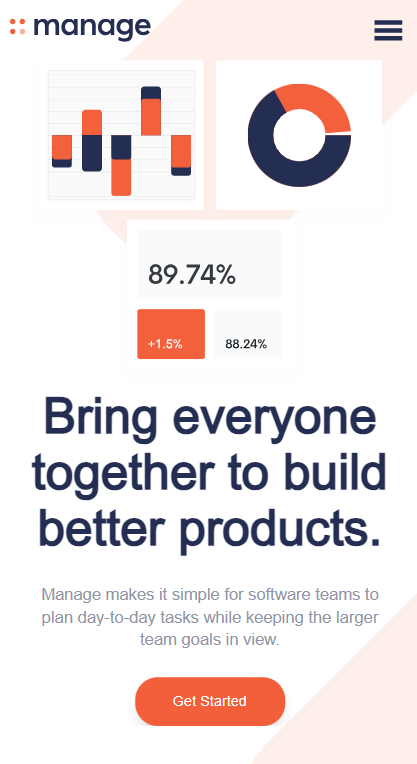 manage
89.74%
+1.5%
88.24%
Bring everyone
together to build
better products.
Manage makes it simple for software teams to
plan day-to-day tasks while keeping the larger
team goals in view.
Get Started